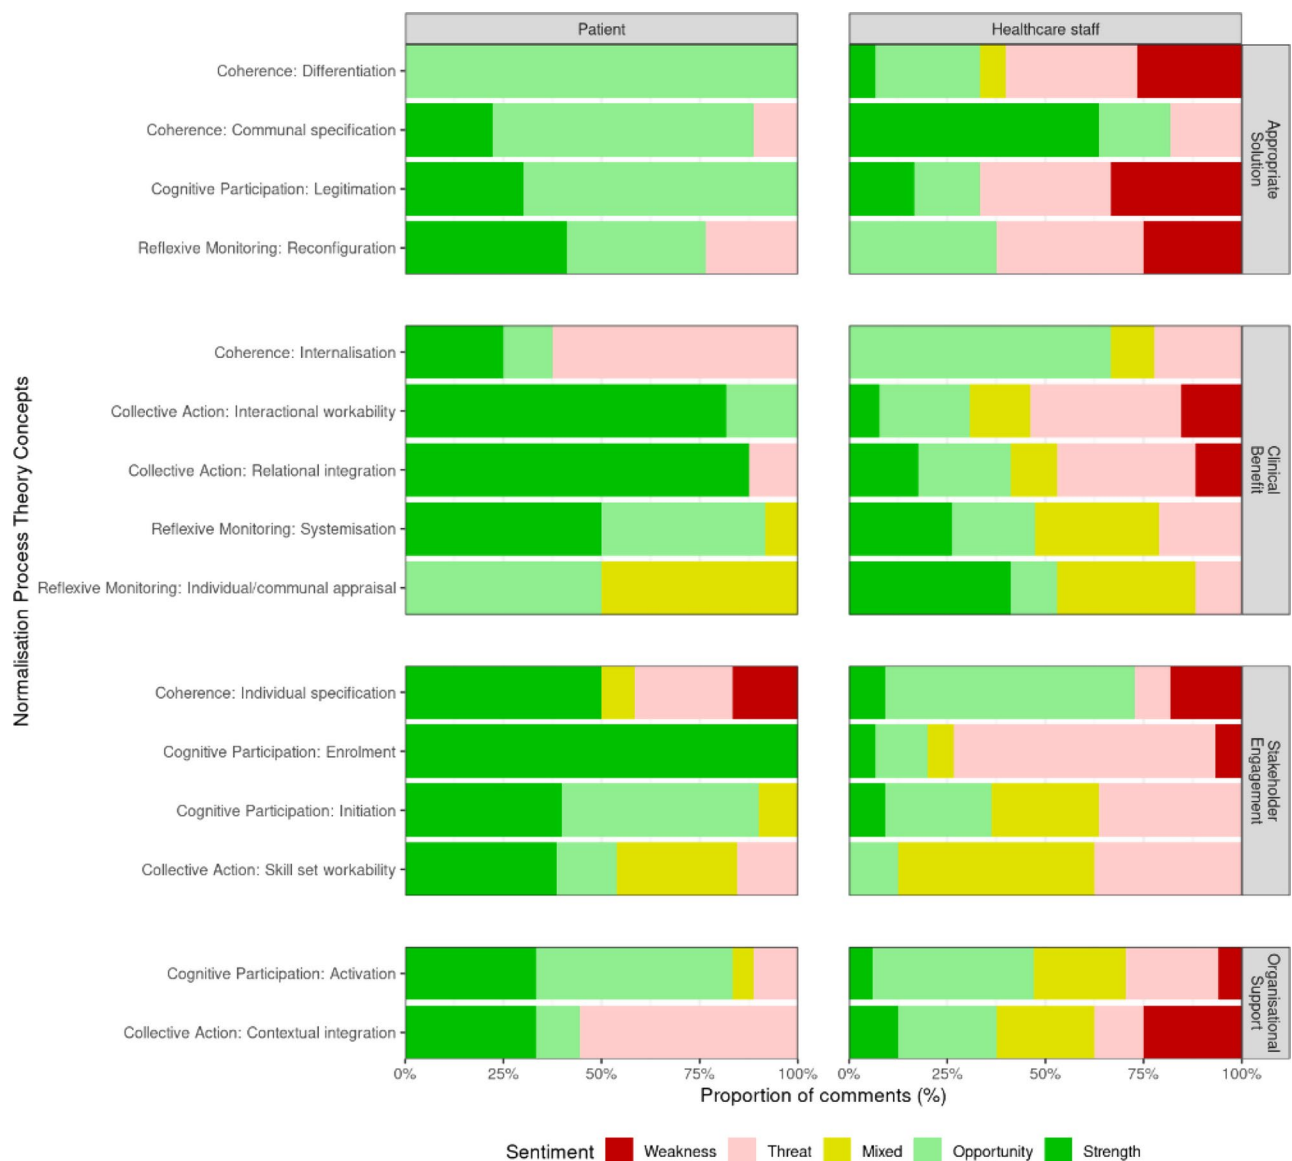 Patient
Healthcare staff
Normalisation Process Theory Concepts
Coherence: Differentiation
Coherence: Communal specification
Cognitive Participation: Legitimation
Reflexive Monitoring: Reconfiguration
Appropriate
Solution
Coherence: Internalisation
Collective Action: Interactional workability
Collective Action: Relational integration
Reflexive Monitoring: Systemisation
Reflexive Monitoring: Individual/communal appraisal
Clinical
Benefit
Coherence: Individual specification
Cognitive Participation: Enrolment
Cognitive Participation: Initiation
Collective Action: Skill set workability
Stakeholder
Engagement
Cognitive Participation: Activation
Collective Action: Contextual integration
Organisational
Support
0% 25% 50% 75% 100% 0% 25% 50% 75% 100%
Proportion of comments (%)
Sentiment Weakness Threat Mixed Opportunity Strength